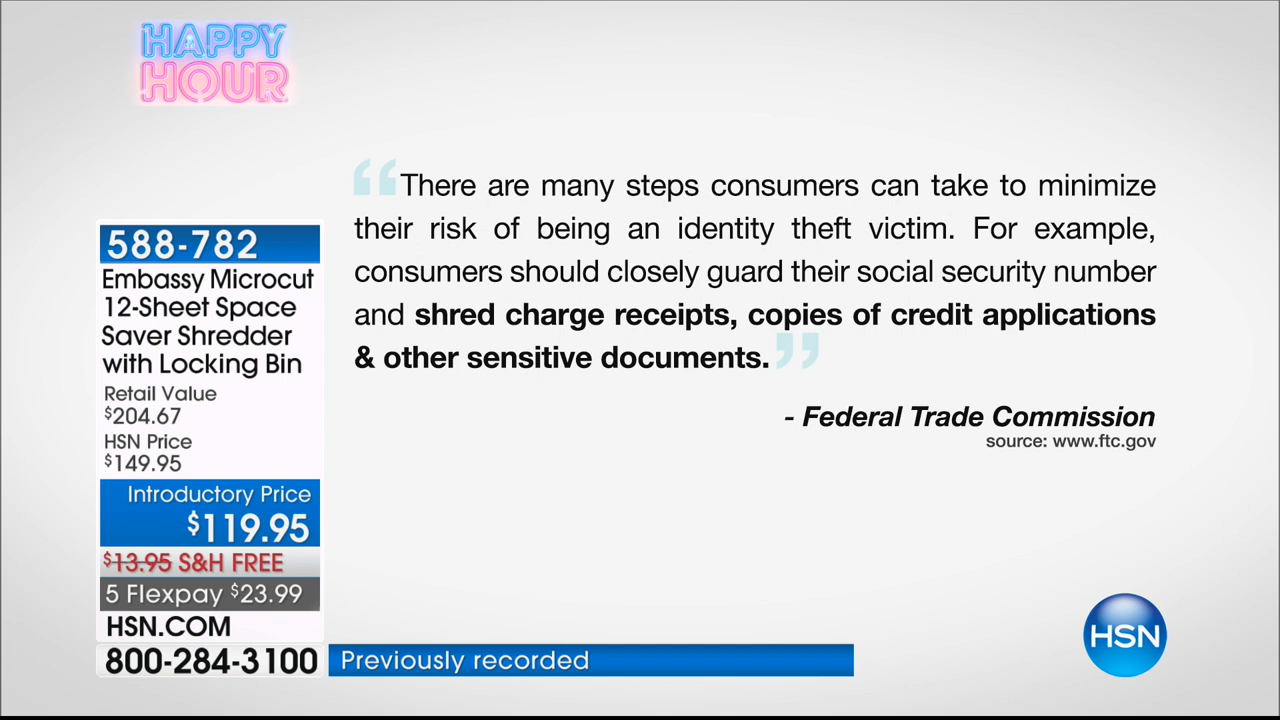 HAPPY
HOUR
“There are many steps consumers can take to minimize
their risk of being an identity theft victim. For example,
consumers should closely guard their social security number
and shred charge receipts, copies of credit applications
& other sensitive documents.”
- Federal Trade Commission
source: www.ftc.gov
588-782
Embassy Microcut
12-Sheet Space
Saver Shredder
with Locking Bin
Retail Value
$204.67
HSN Price
$149.95
Introductory Price
$119.95
$13.95 S&H FREE
5 Flexpay $23.99
HSN.COM
800-284-3100
Previously recorded
HSN